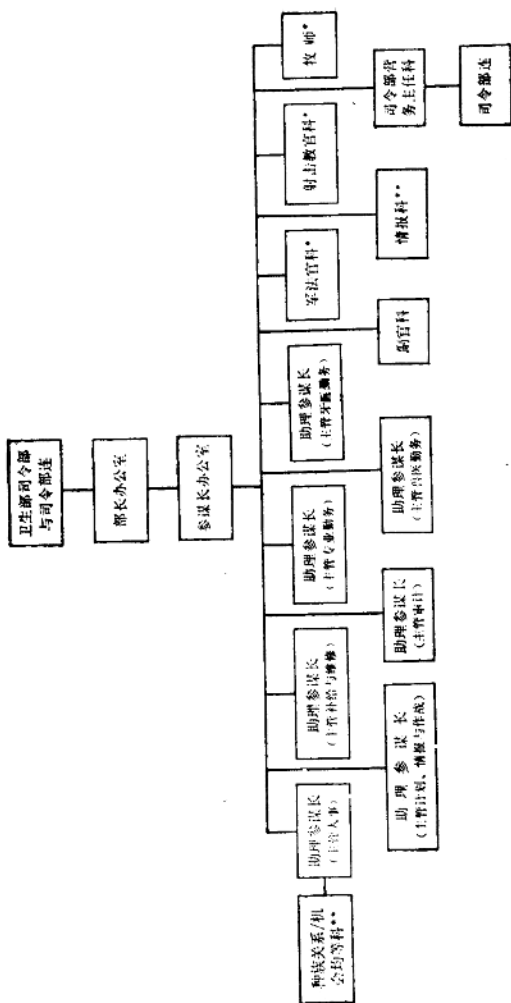 卫生部司令部
与司令部连
部长办公室
参谋长办公室
助理参谋长
（主管人事）
助理参谋长
（主管补给与维修）
助理参谋长
（主管专业勤务）
助理参谋长
（主管牙医勤务）
军法官科*
射击教官科*
牧师*
种族关系/机
会均等科**
助理参谋长
（主管计划、情报与作战）
助理参谋长
（主管审计）
助理参谋长
（主管兽医勤务）
副官科
情报科**
司令部营
务主任科
司令部连